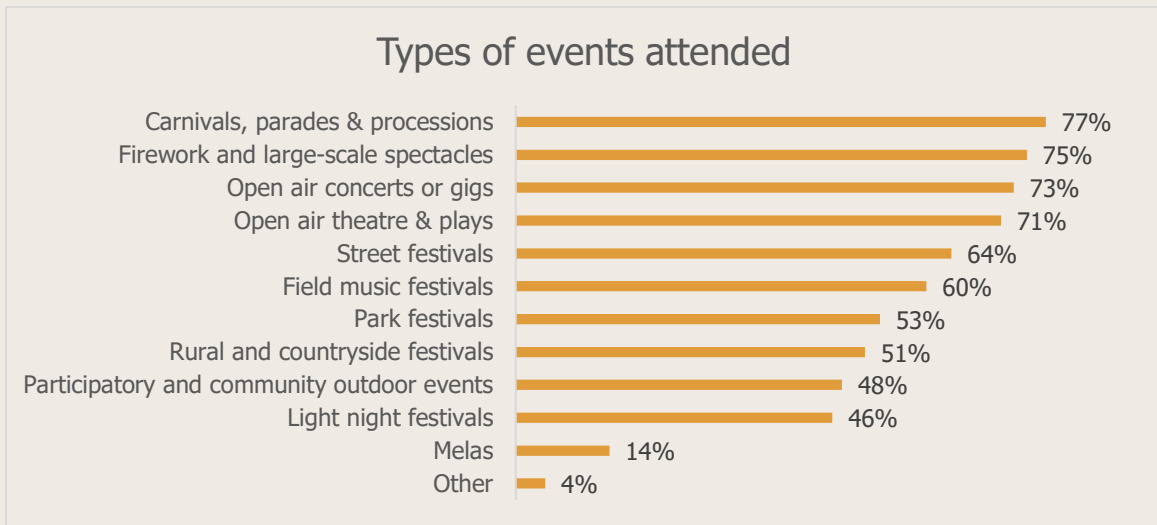 Types of events attended
Carnivals, parades & processions 77%
Firework and large-scale spectacles 75%
Open air concerts or gigs 73%
Open air theatre & plays 71%
Street festivals 64%
Field music festivals 60%
Park festivals 53%
Rural and countryside festivals 51%
Participatory and community outdoor events 48%
Light night festivals 46%
Melas 14%
Other 4%